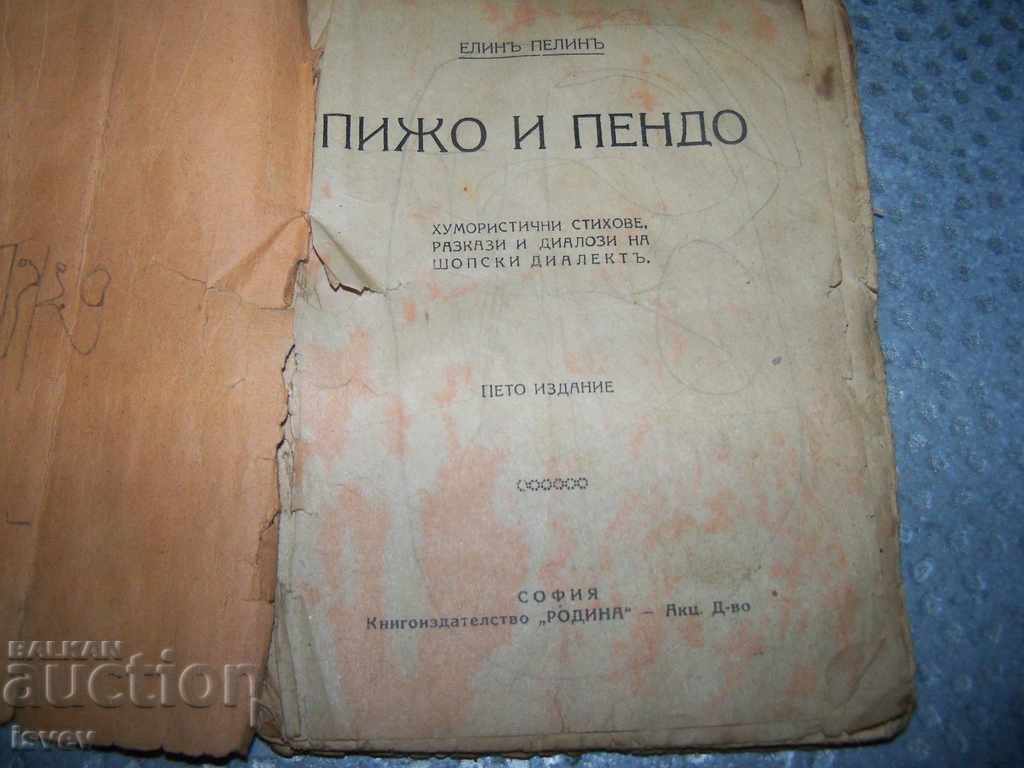 ЕЛИНЪ ПЕЛИНЪ
ПИЖО И ПЕНДО
ХУМОРИСТИЧНИ СТИХОВЕ,
РАЗКАЗИ И ДИАЛОЗИ НА
ШОПСКИ ДИАЛЕКТЪ.
ПЕТО ИЗДАНИЕ
СОФИЯ
Книгоиздателство „РОДИНА“ — Акц. Д-во
BALKAN
auction
isvev